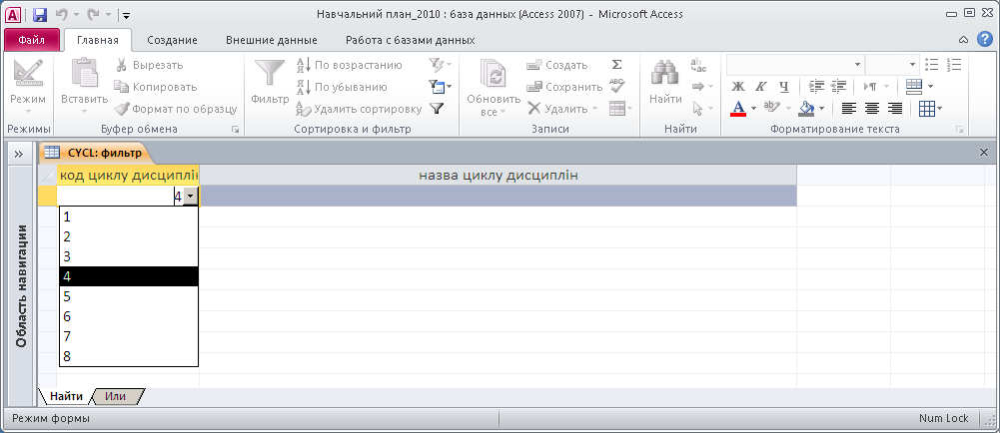 Навчальний план_2010 : база данных (Access 2007) - Microsoft Access
Файл Главная Создание Внешние данные Работа с базами данных
Режим
Вставить
Вырезать
Копировать
Формат по образцу
Фильтр
По возрастанию
По убыванию
Удалить сортировку
Обновить все
Создать
Сохранить
Удалить
Найти
Ж К Ч
Режимы Буфер обмена Сортировка и фильтр Записи Найти Форматирование текста
CYCL: фильтр
код циклу дисциплін назва циклу дисциплін
4
1
2
3
4
5
6
7
8
Область навигации
Найти Или
Режим формы Num Lock